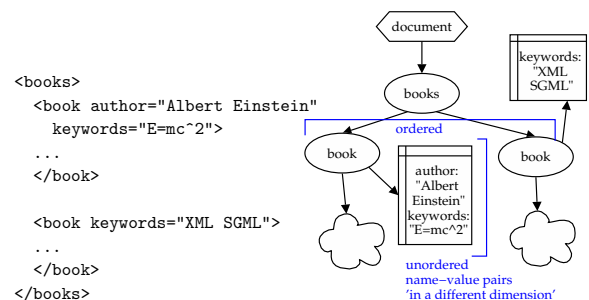 <books>
<book author="Albert Einstein"
keywords="E=mc^2">
...
</book>
<book keywords="XML SGML">
...
</book>
</books>
document
books
ordered
book
author:
"Albert
Einstein"
keywords:
"E=mc^2"
unordered
name−value pairs
'in a different dimension'
book
keywords:
"XML
SGML"